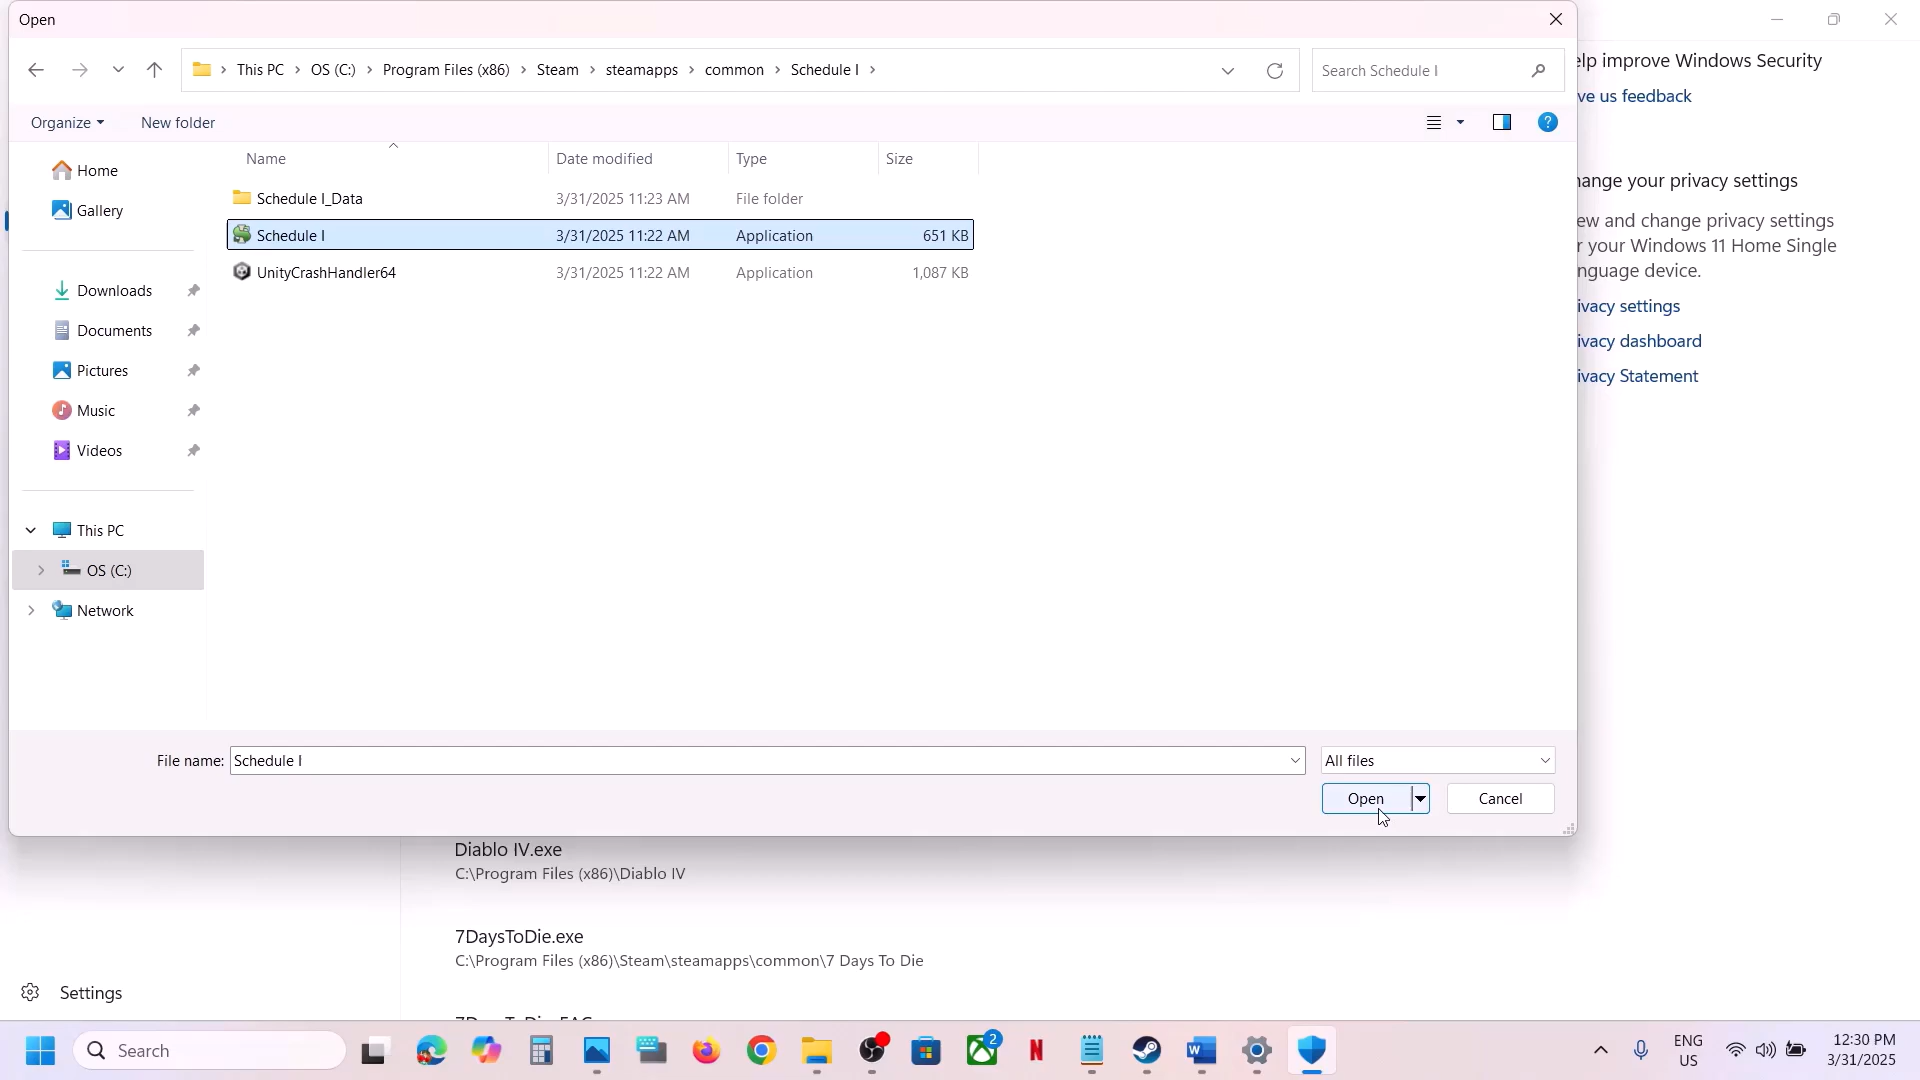 Open
This PC
OS (C:)
Program Files (x86)
Steam
steamapps
common
Schedule I
Search Schedule I
Organize
New folder
Name
Date modified
Type
Size
Schedule I_Data
3/31/2025 11:23 AM
File folder
Schedule I
3/31/2025 11:22 AM
Application
651 KB
UnityCrashHandler64
3/31/2025 11:22 AM
Application
1,087 KB
Home
Gallery
Downloads
Documents
Pictures
Music
Videos
This PC
OS (C:)
Network
File name:
Schedule I
All files
Open
Cancel
elp improve Windows Security
ve us feedback
ange your privacy settings
ew and change privacy settings
r your Windows 11 Home Single
nguage device.
ivacy settings
ivacy dashboard
ivacy Statement
Diablo IV.exe
C:\Program Files (x86)\Diablo IV
7DaysToDie.exe
C:\Program Files (x86)\Steam\steamapps\common\7 Days To Die
Settings
Search
2
ENG
US
12:30 PM
3/31/2025